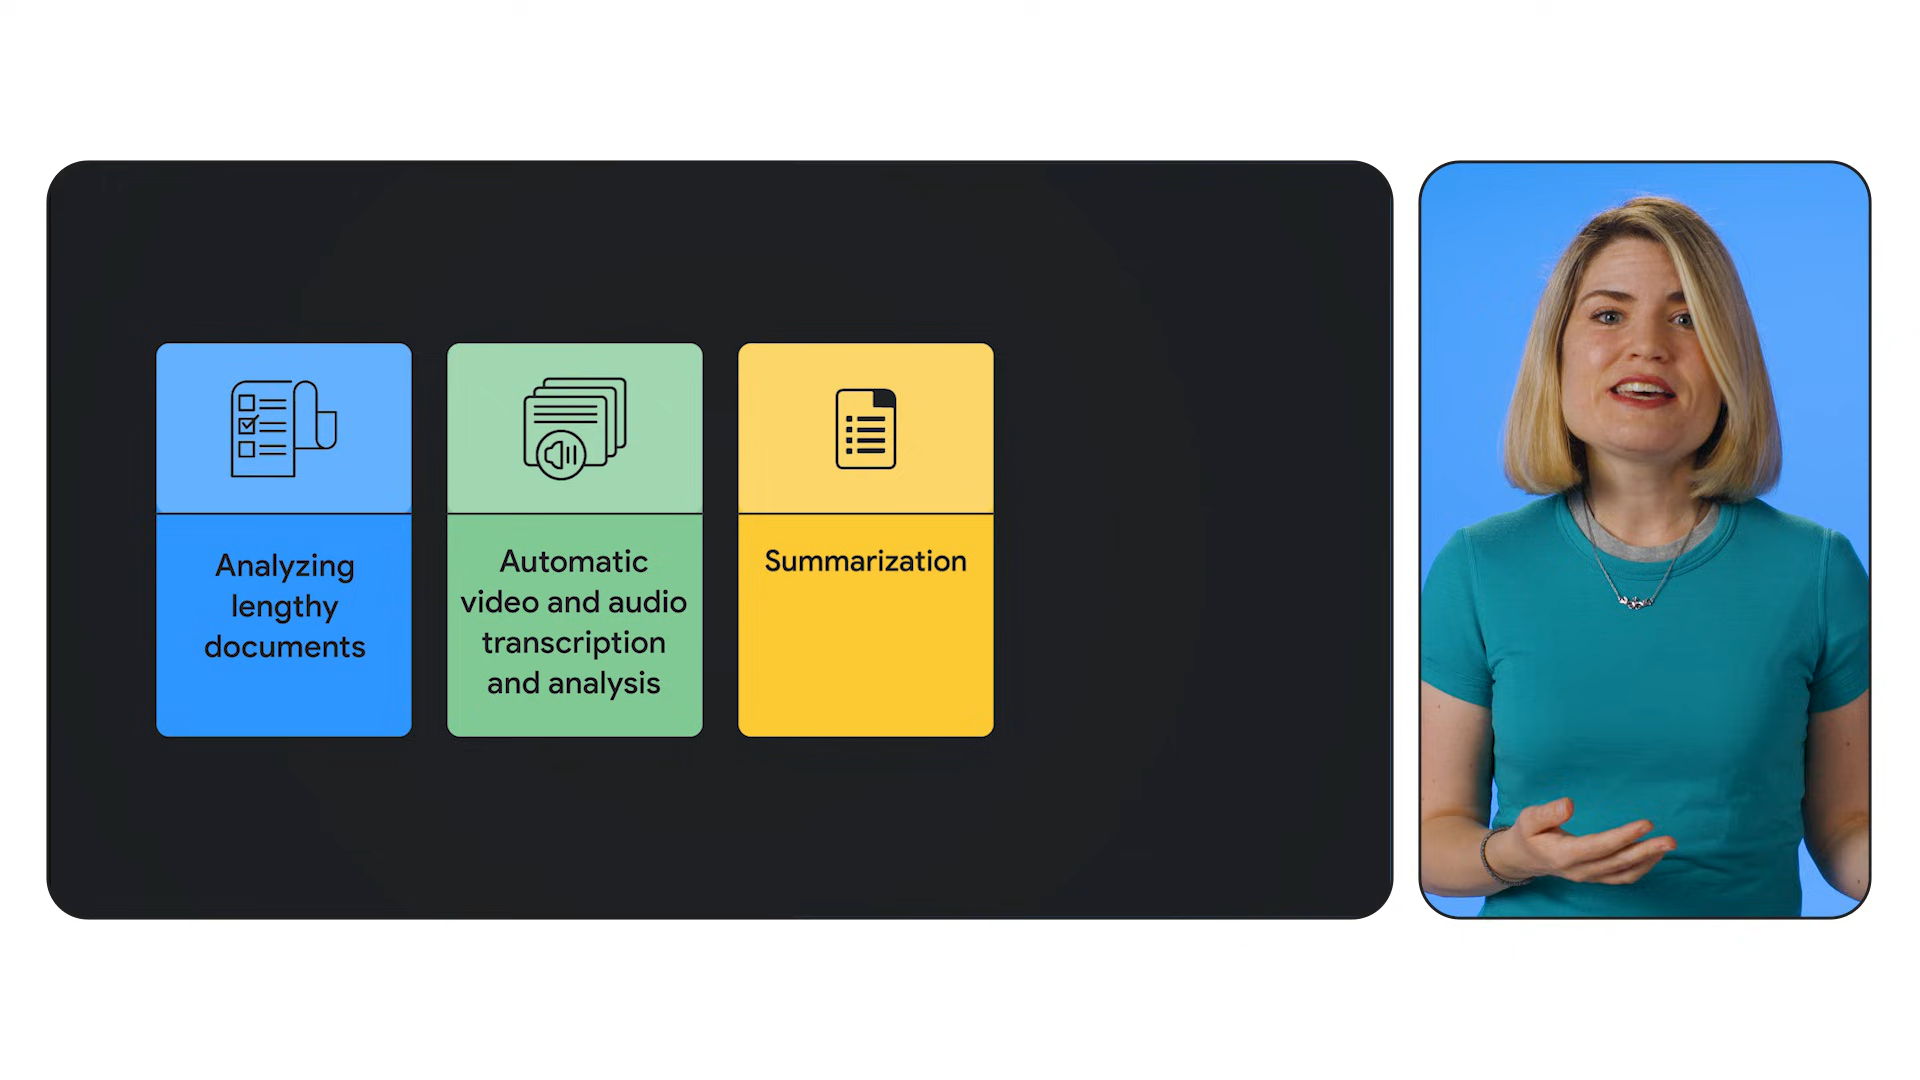 Analyzing
lengthy
documents
Automatic
video and audio
transcription
and analysis
Summarization